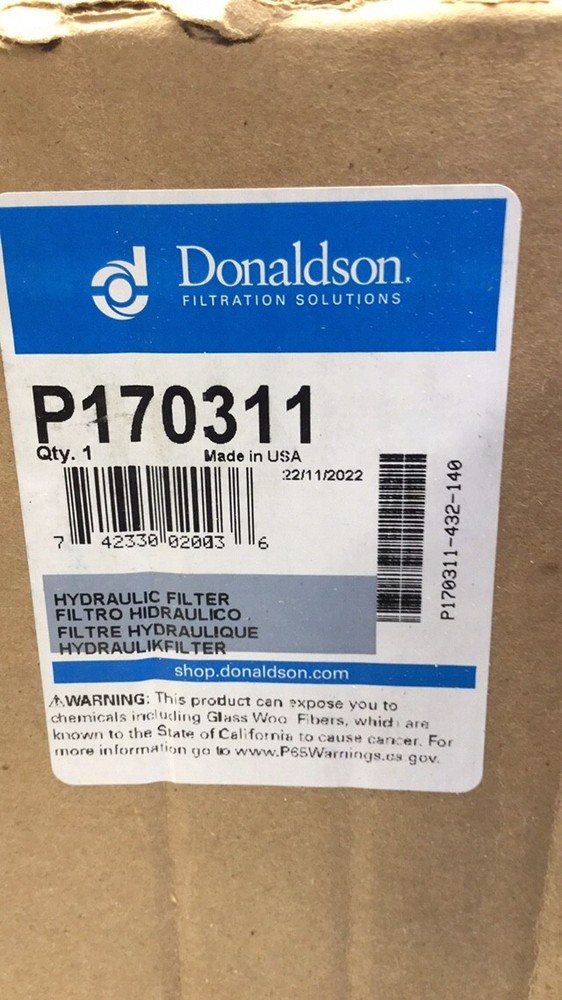 Donaldson.
FILTRATION SOLUTIONS
P170311
Qty. 1 Made in USA
22/11/2022
7 42330 02003 6
P170311-432-140
HYDRAULIC FILTER
FILTRO HIDRAULICO
FILTRE HYDRAULIQUE
HYDRAULIKFILTER
shop.donaldson.com
⚠WARNING: This product can expose you to
chemicals including Glass Woo Fibers, which are
known to the State of California to cause cancer. For
more information go to www.P65Warnings.ca gov.